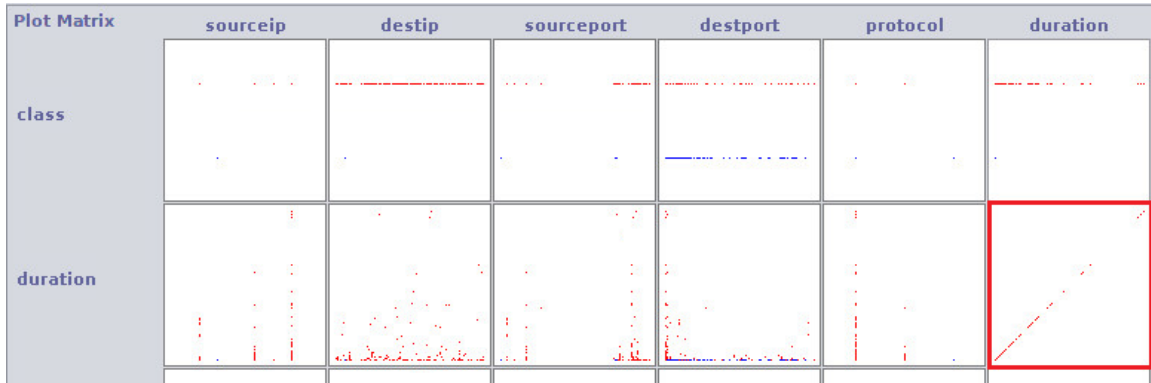 Plot Matrix sourceip destip sourceport destport protocol duration
class
duration